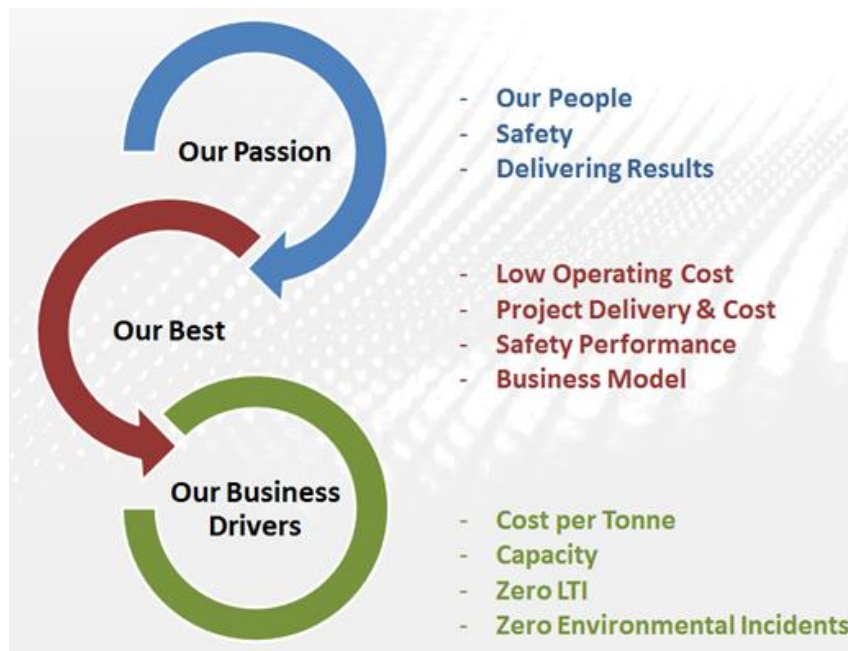 Our Passion
- Our People
- Safety
- Delivering Results
Our Best
- Low Operating Cost
- Project Delivery & Cost
- Safety Performance
- Business Model
Our Business
Drivers
- Cost per Tonne
- Capacity
- Zero LTI
- Zero Environmental Incidents